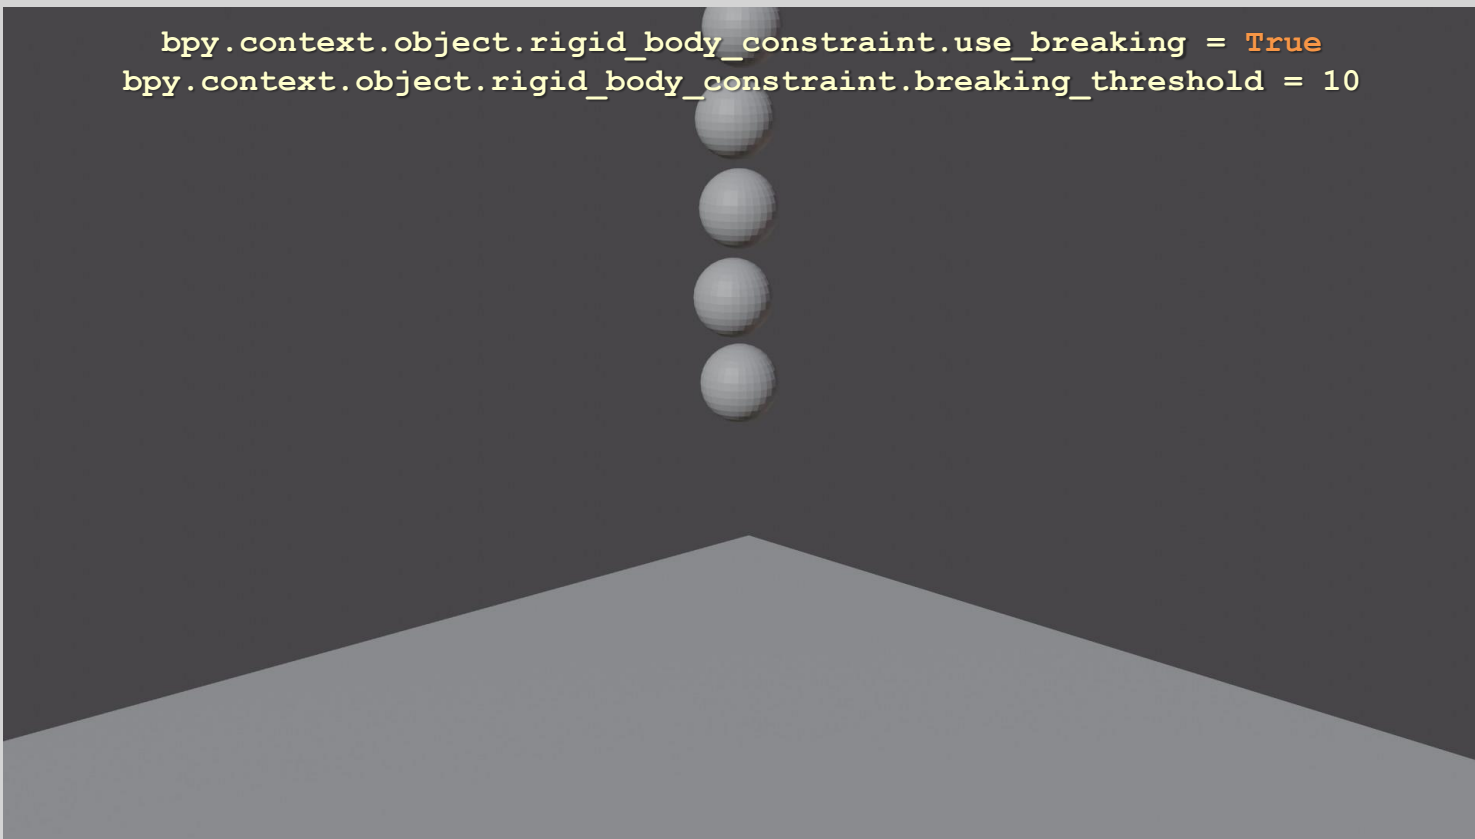 bpy.context.object.rigid_body_constraint.use_breaking = True
bpy.context.object.rigid_body_constraint.breaking_threshold = 10